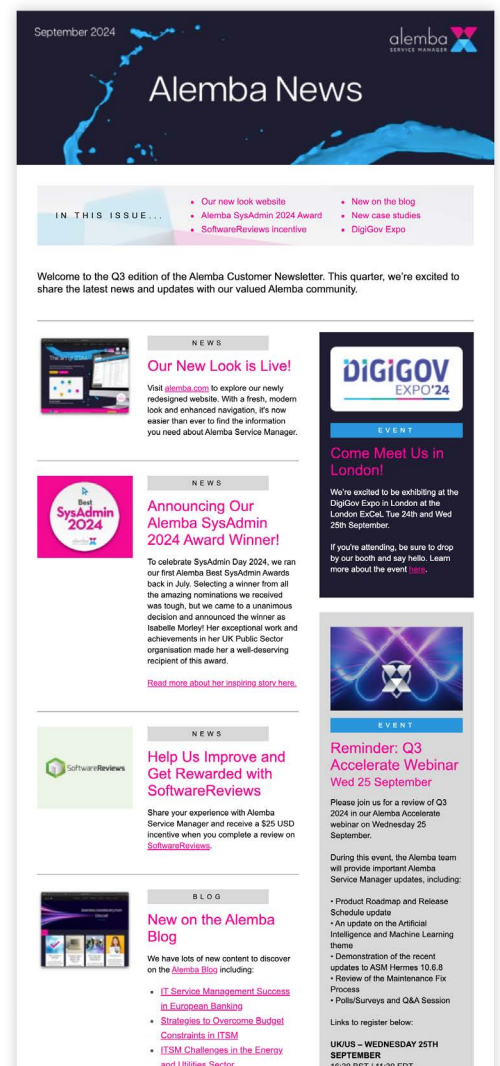 September 2024
alemba
SERVICE MANAGER
Alemba News
IN THIS ISSUE...
• Our new look website
• Alemba SysAdmin 2024 Award
• SoftwareReviews incentive
• New on the blog
• New case studies
• DigiGov Expo
Welcome to the Q3 edition of the Alemba Customer Newsletter. This quarter, we're excited to
share the latest news and updates with our valued Alemba community.
NEWS
Our New Look is Live!
Visit alemba.com to explore our newly
redesigned website. With a fresh, modern
look and enhanced navigation, it's now
easier than ever to find the information
you need about Alemba Service Manager.
Best
SysAdmin
2024
alemba
NEWS
Announcing Our
Alemba SysAdmin
2024 Award Winner!
To celebrate SysAdmin Day 2024, we ran
our first Alemba Best SysAdmin Awards
back in July. Selecting a winner from all
the amazing nominations we received
was tough, but we came to a unanimous
decision and announced the winner as
Isabelle Morley! Her exceptional work and
achievements in her UK Public Sector
organisation made her a well-deserving
recipient of this award.
Read more about her inspiring story here.
SoftwareReviews
NEWS
Help Us Improve and
Get Rewarded with
SoftwareReviews
Share your experience with Alemba
Service Manager and receive a $25 USD
incentive when you complete a review on
SoftwareReviews.
BLOG
New on the Alemba
Blog
We have lots of new content to discover
on the Alemba Blog including:
• IT Service Management Success
in European Banking
• Strategies to Overcome Budget
Constraints in ITSM
• ITSM Challenges in the Energy
and Utilities Sector
DiGiGOV
EXPO'24
EVENT
Come Meet Us in
London!
We're excited to be exhibiting at the
DigiGov Expo in London at the
London ExCeL Tue 24th and Wed
25th September.
If you're attending, be sure to drop
by our booth and say hello. Learn
more about the event here.
EVENT
Reminder: Q3
Accelerate Webinar
Wed 25 September
Please join us for a review of Q3
2024 in our Alemba Accelerate
webinar on Wednesday 25
September.
During this event, the Alemba team
will provide important Alemba
Service Manager updates, including:
• Product Roadmap and Release
Schedule update
• An update on the Artificial
Intelligence and Machine Learning
theme
• Demonstration of the recent
updates to ASM Hermes 10.6.8
• Review of the Maintenance Fix
Process
• Polls/Surveys and Q&A Session
Links to register below:
UK/US – WEDNESDAY 25TH
SEPTEMBER
16:30 BST / 11:30 EDT